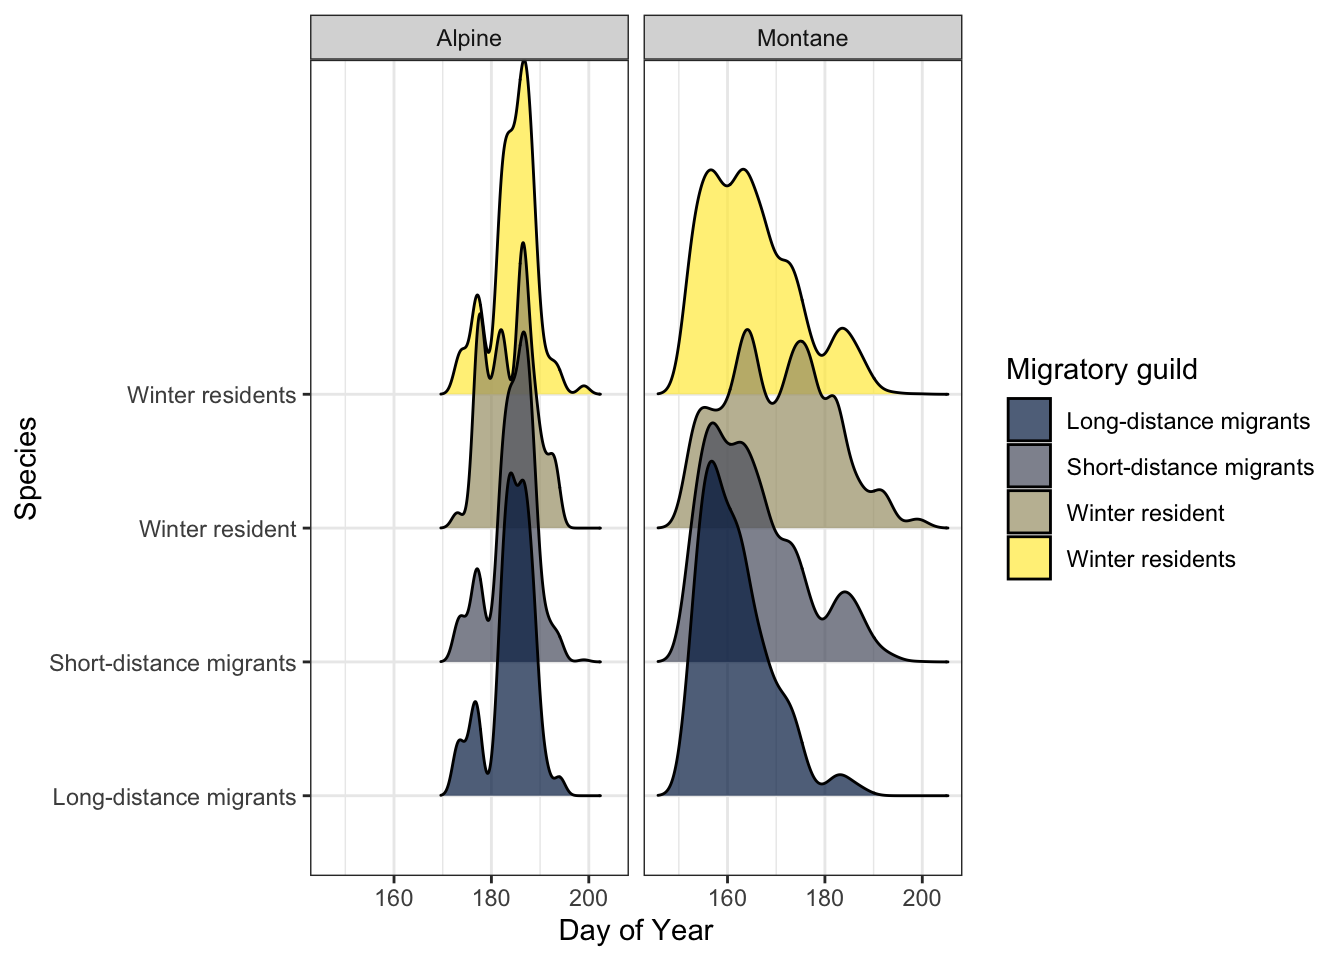 Alpine
Montane
Species
Winter residents
Winter resident
Short-distance migrants
Long-distance migrants
160 180 200
160 180 200
Day of Year
Migratory guild
Long-distance migrants
Short-distance migrants
Winter resident
Winter residents